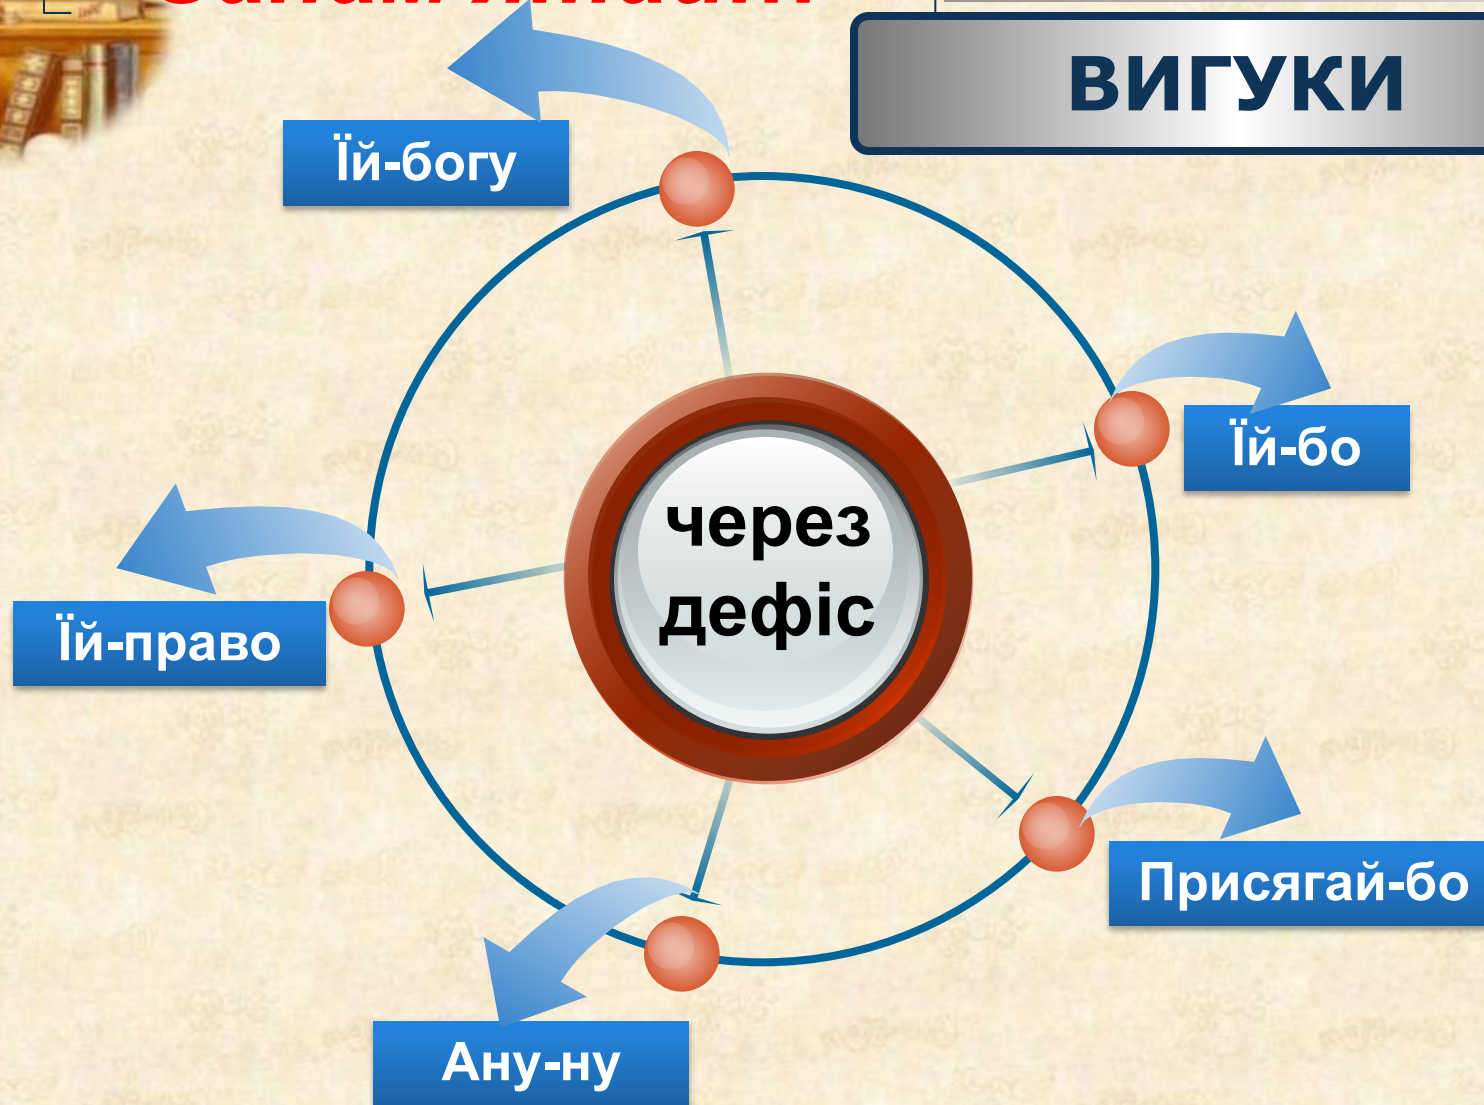 ВИГУКИ
Їй-богу
Їй-бо
через
дефіс
Їй-право
Присягай-бо
Ану-ну